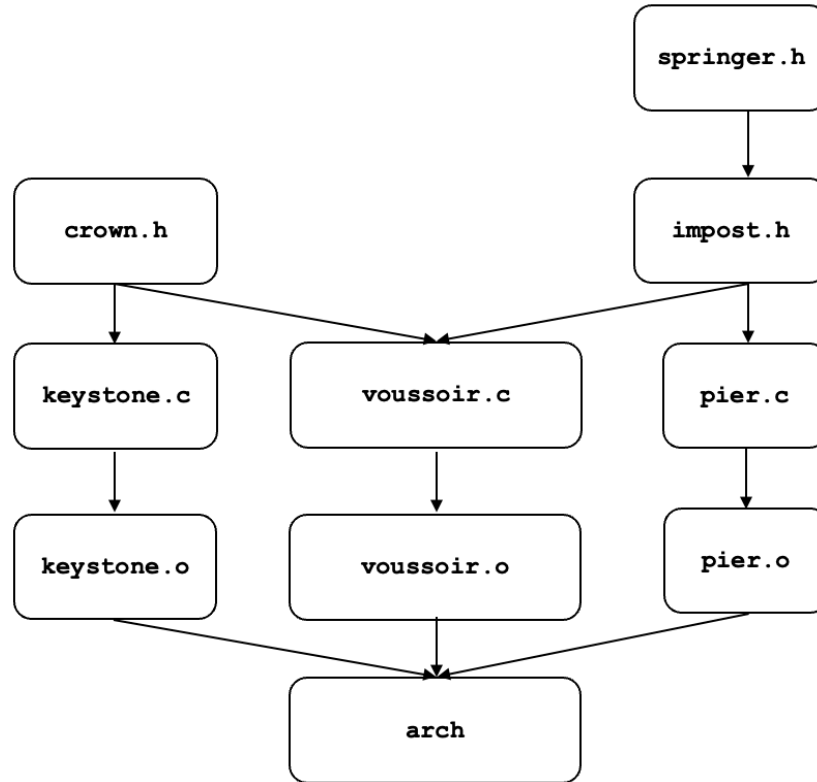 springer.h
crown.h
impost.h
keystone.c
voussoir.c
pier.c
keystone.o
voussoir.o
pier.o
arch